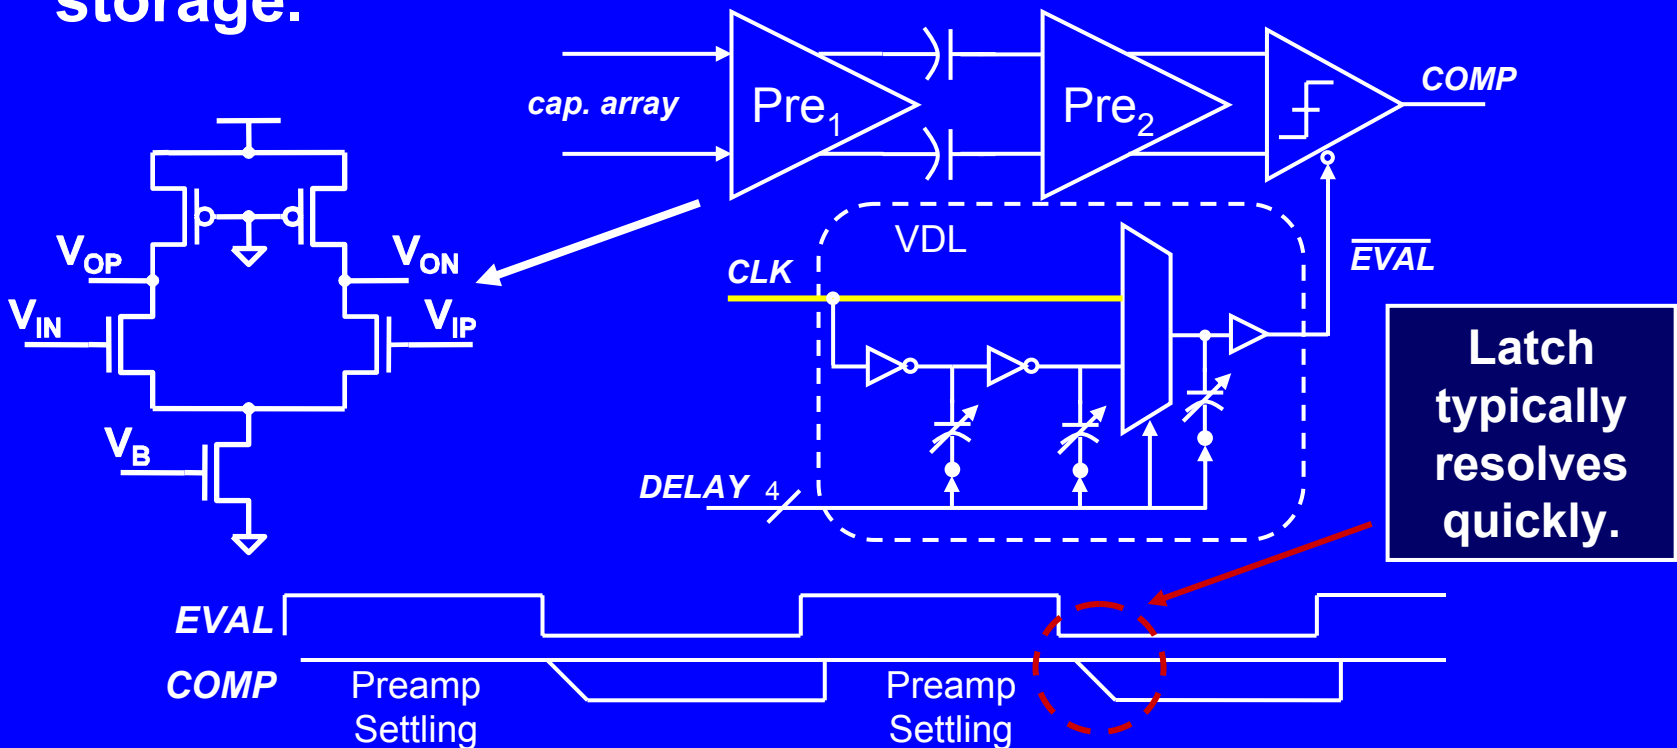 storage.
cap. array
Pre1
Pre2
COMP
VOP
VON
VIN
VIP
VB
VDL
CLK
EVAL
DELAY 4
Latch
typically
resolves
quickly.
EVAL
COMP
Preamp
Settling
Preamp
Settling